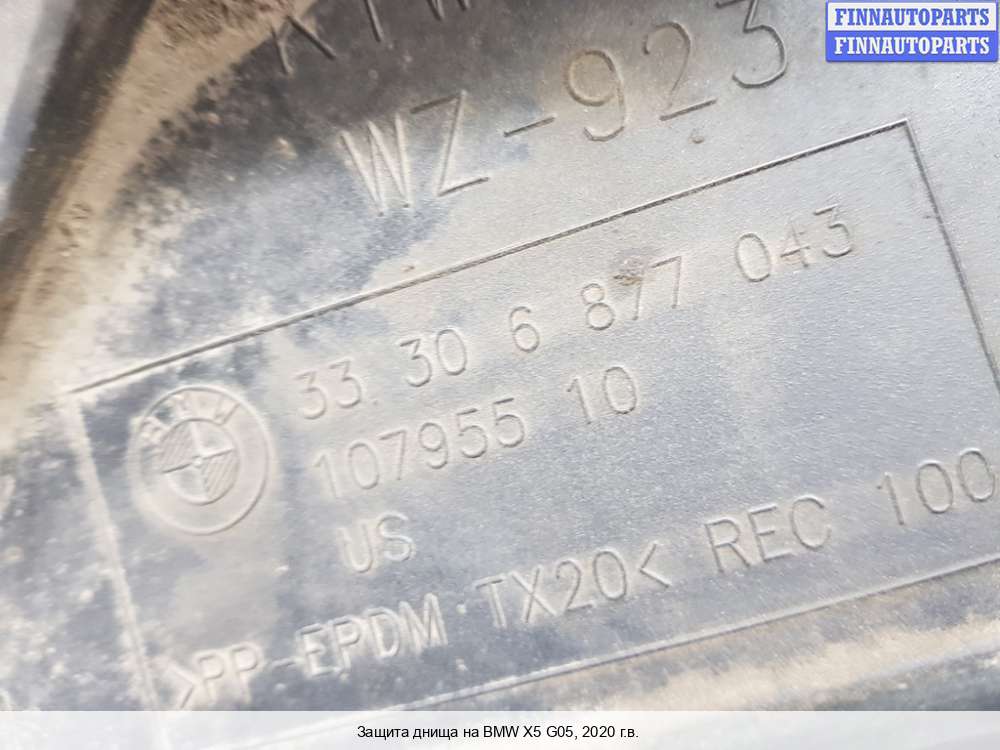 FINNAUTOPARTS
FINNAUTOPARTS
WZ-923
BMW
33 30 6 877 043
107955 10
US
>PP-EPDM TX20< REC 100
Защита днища на BMW X5 G05, 2020 г.в.